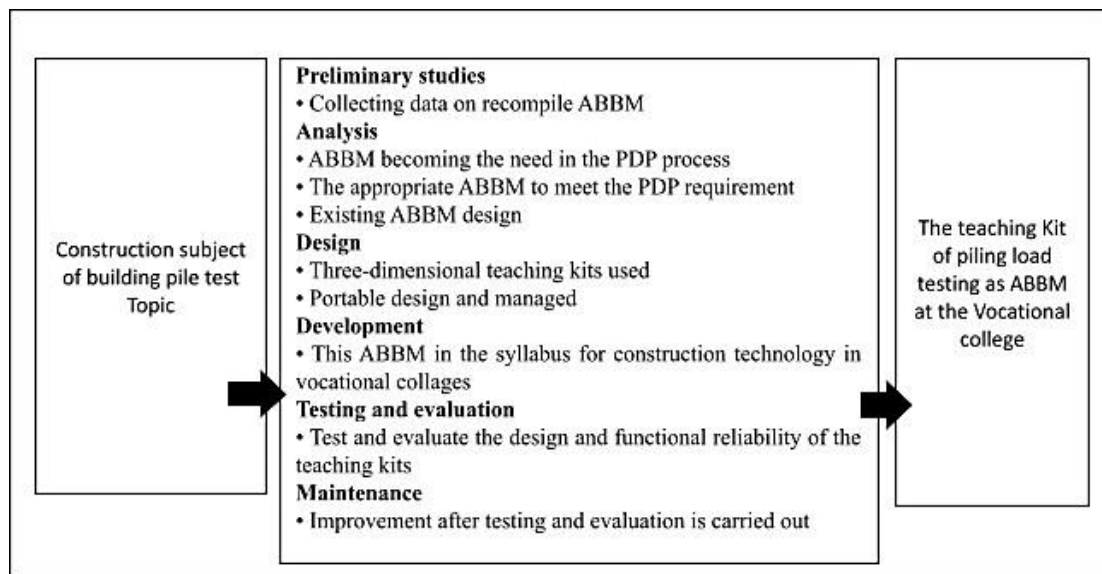 Construction subject
of building pile test
Topic
Preliminary studies
• Collecting data on recompile ABBM
Analysis
• ABBM becoming the need in the PDP process
• The appropriate ABBM to meet the PDP requirement
• Existing ABBM design
Design
• Three-dimensional teaching kits used
• Portable design and managed
Development
• This ABBM in the syllabus for construction technology in
vocational collages
Testing and evaluation
• Test and evaluate the design and functional reliability of the
teaching kits
Maintenance
• Improvement after testing and evaluation is carried out
The teaching Kit
of piling load
testing as ABBM
at the Vocational
college